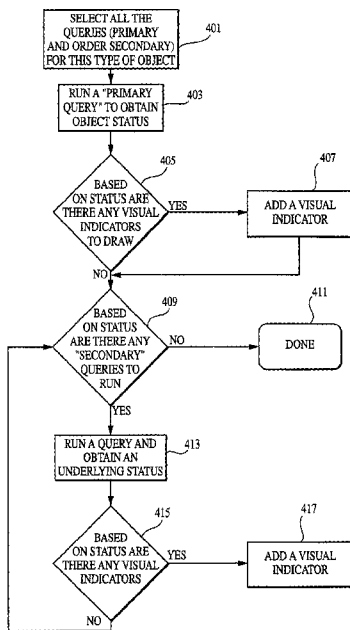 SELECT ALL THE
QUERIES (PRIMARY
AND ORDER SECONDARY)
FOR THIS TYPE OF OBJECT
401
RUN A "PRIMARY
QUERY" TO OBTAIN
OBJECT STATUS
403
BASED
ON STATUS ARE
THERE ANY VISUAL
INDICATORS
TO DRAW
405
YES
407
ADD A VISUAL
INDICATOR
NO
BASED
ON STATUS
ARE THERE ANY
"SECONDARY"
QUERIES TO
RUN
409
NO
411
DONE
YES
RUN A QUERY AND
OBTAIN AN
UNDERLYING STATUS
413
BASED
ON STATUS ARE
THERE ANY VISUAL
INDICATORS
415
YES
417
ADD A VISUAL
INDICATOR
NO